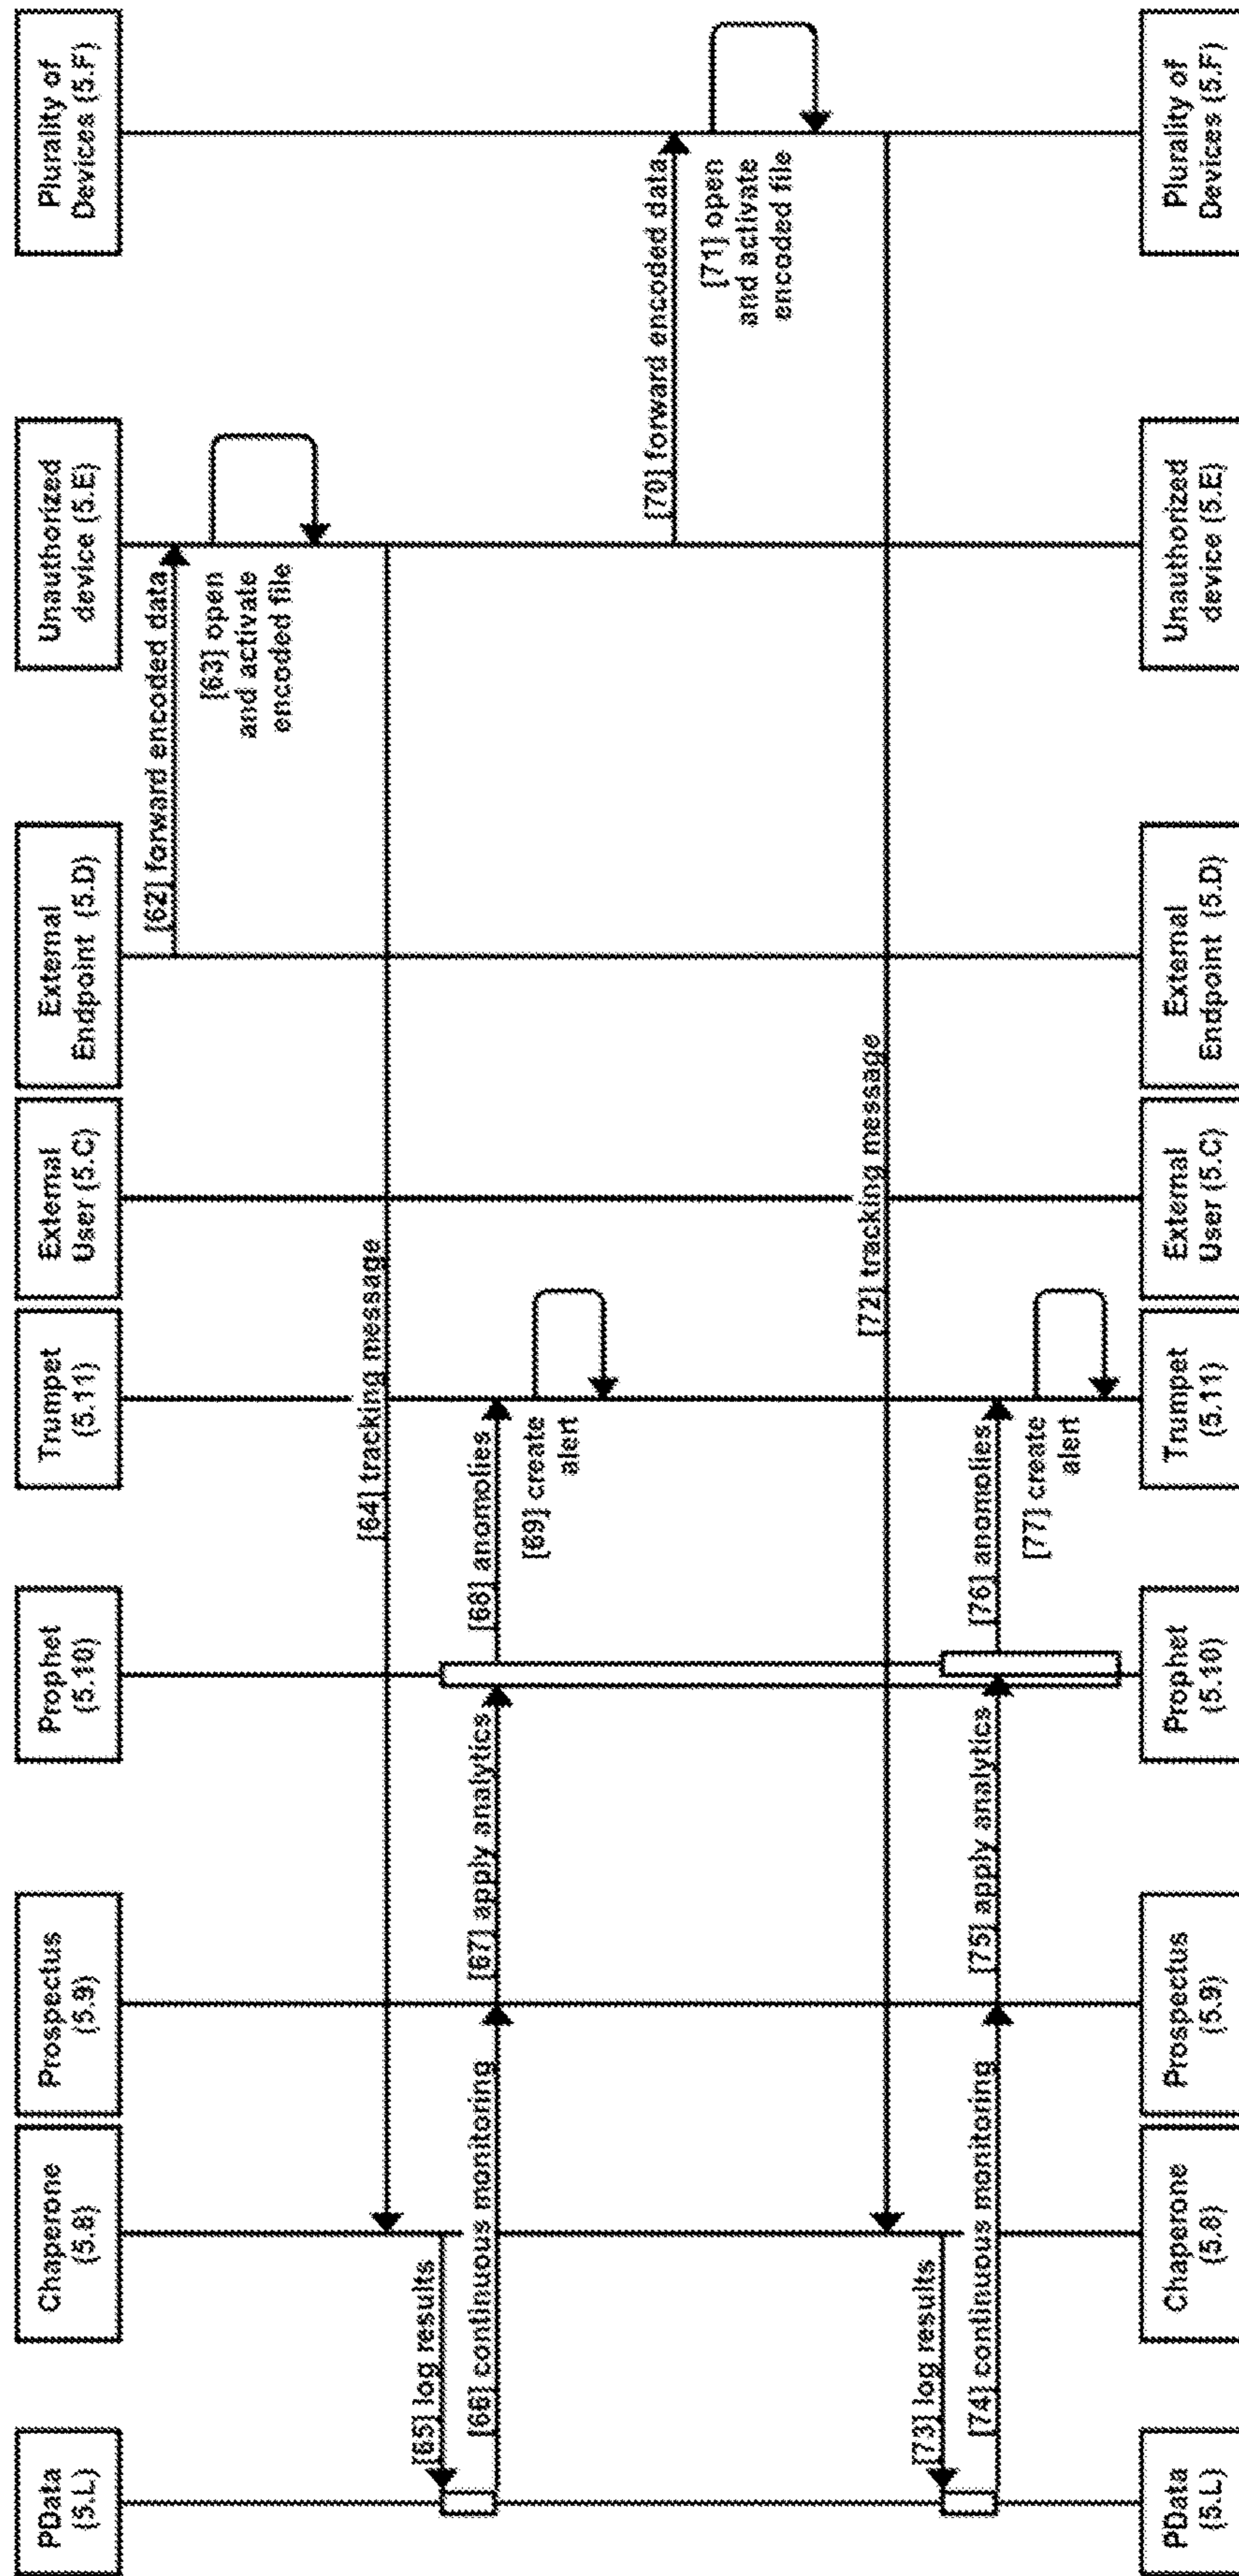 PData
(5.L)
Chaperone
(5.8)
Prospectus
(5.9)
Prophet
(5.10)
Trumpet
(5.11)
External
User (5.C)
External
Endpoint (5.D)
Unauthorized
device (5.E)
Plurality of
Devices (5.F)
[62] forward encoded data
[63] open
and activate
encoded file
[64] tracking message
[65] log results
[66] continuous monitoring
[67] apply analytics
[68] anomolies
[69] create
alert
[70] forward encoded data
[71] open
and activate
encoded file
[72] tracking message
[73] log results
[74] continuous monitoring
[75] apply analytics
[76] anomolies
[77] create
alert
PData
(5.L)
Chaperone
(5.8)
Prospectus
(5.9)
Prophet
(5.10)
Trumpet
(5.11)
External
User (5.C)
External
Endpoint (5.D)
Unauthorized
device (5.E)
Plurality of
Devices (5.F)